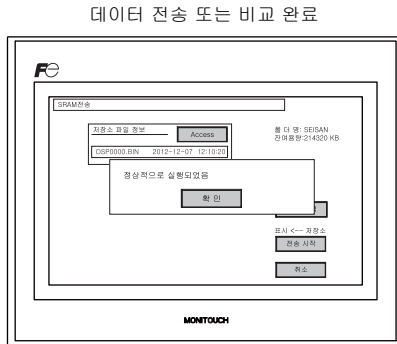 데이터 전송 또는 비교 완료
Fe
SRAM전송
저장소 파일 정보
Access
폴 더 명: SEISAN
잔여용량:214320 KB
DSP0000.BIN 2012-12-07 12:10:20
정상적으로 실행되었음
확 인
표시 <-- 저장소
전송 시작
취소
MONITOUCH